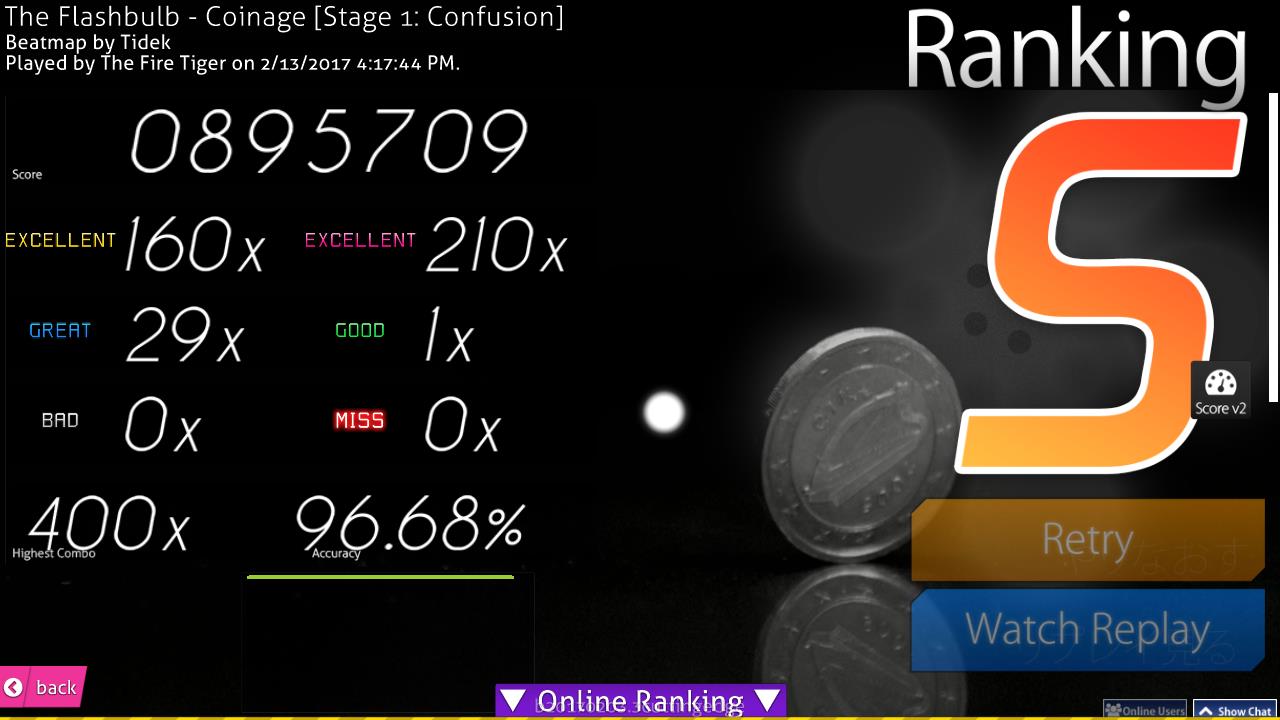 The Flashbulb - Coinage [Stage 1: Confusion]
Beatmap by Tidek
Played by The Fire Tiger on 2/13/2017 4:17:44 PM.
Ranking
0895709
Score
EXCELLENT 160x EXCELLENT 210x
GREAT 29x GOOD 1x
BAD 0x MISS 0x
400x 96.68%
Highest Combo Accuracy
S
Score v2
Retry
Watch Replay
back
Online Ranking
Online Users
Show Chat